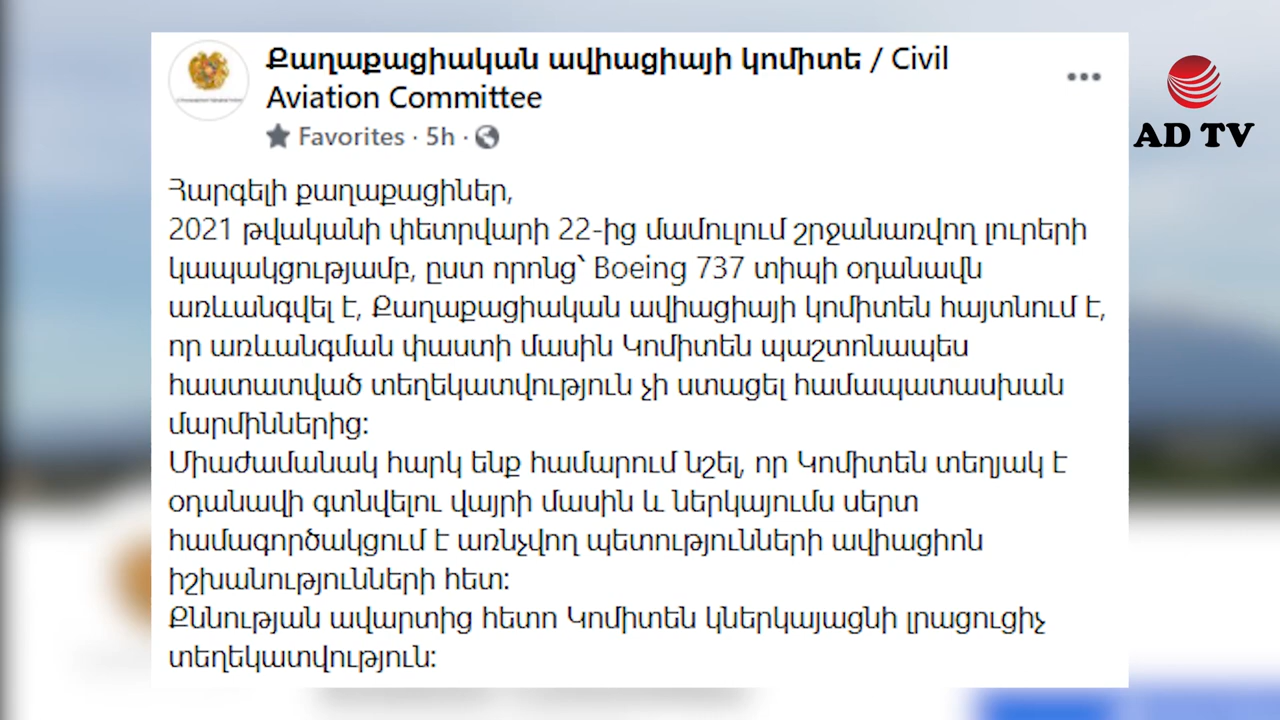 Քաղաքացիական ավիացիայի կոմիտե / Civil
Aviation Committee
Favorites · 5h ·
AD TV
Հարգելի քաղաքացիներ,
2021 թվականի փետրվարի 22-ից մամուլում շրջանառվող լուրերի
կապակցությամբ, ըստ որոնց՝ Boeing 737 տիպի օդանավն
առևանգվել է, Քաղաքացիական ավիացիայի կոմիտեն հայտնում է,
որ առևանգման փաստի մասին Կոմիտեն պաշտոնապես
հաստատված տեղեկատվություն չի ստացել համապատասխան
մարմիններից:
Միաժամանակ հարկ ենք համարում նշել, որ Կոմիտեն տեղյակ է
օդանավի գտնվելու վայրի մասին և ներկայումս սերտ
համագործակցում է առնչվող պետությունների ավիացիոն
իշխանությունների հետ:
Քննության ավարտից հետո Կոմիտեն կներկայացնի լրացուցիչ
տեղեկատվություն: